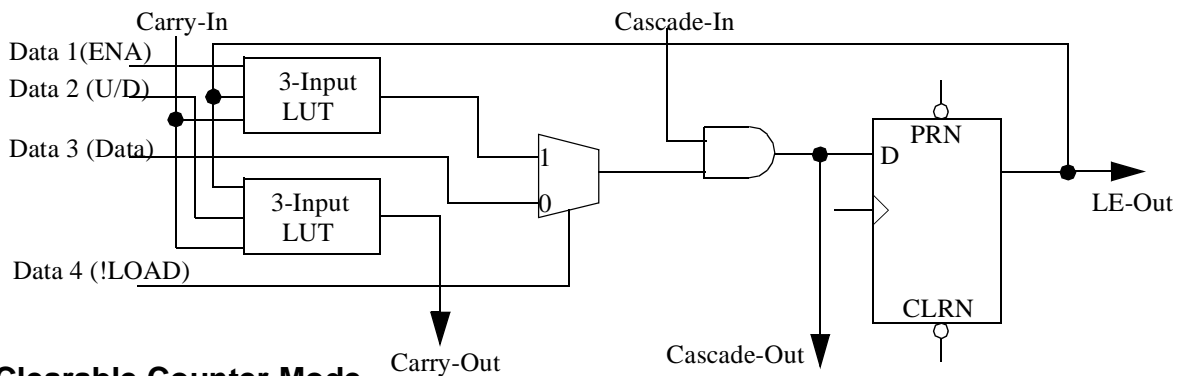 Carry-In
Cascade-In
Data 1(ENA)
Data 2 (U/D)
3-Input
LUT
Data 3 (Data)
1
0
3-Input
LUT
Data 4 (!LOAD)
PRN
D
CLRN
LE-Out
Carry-Out
Cascade-Out
Clearable Counter Mode